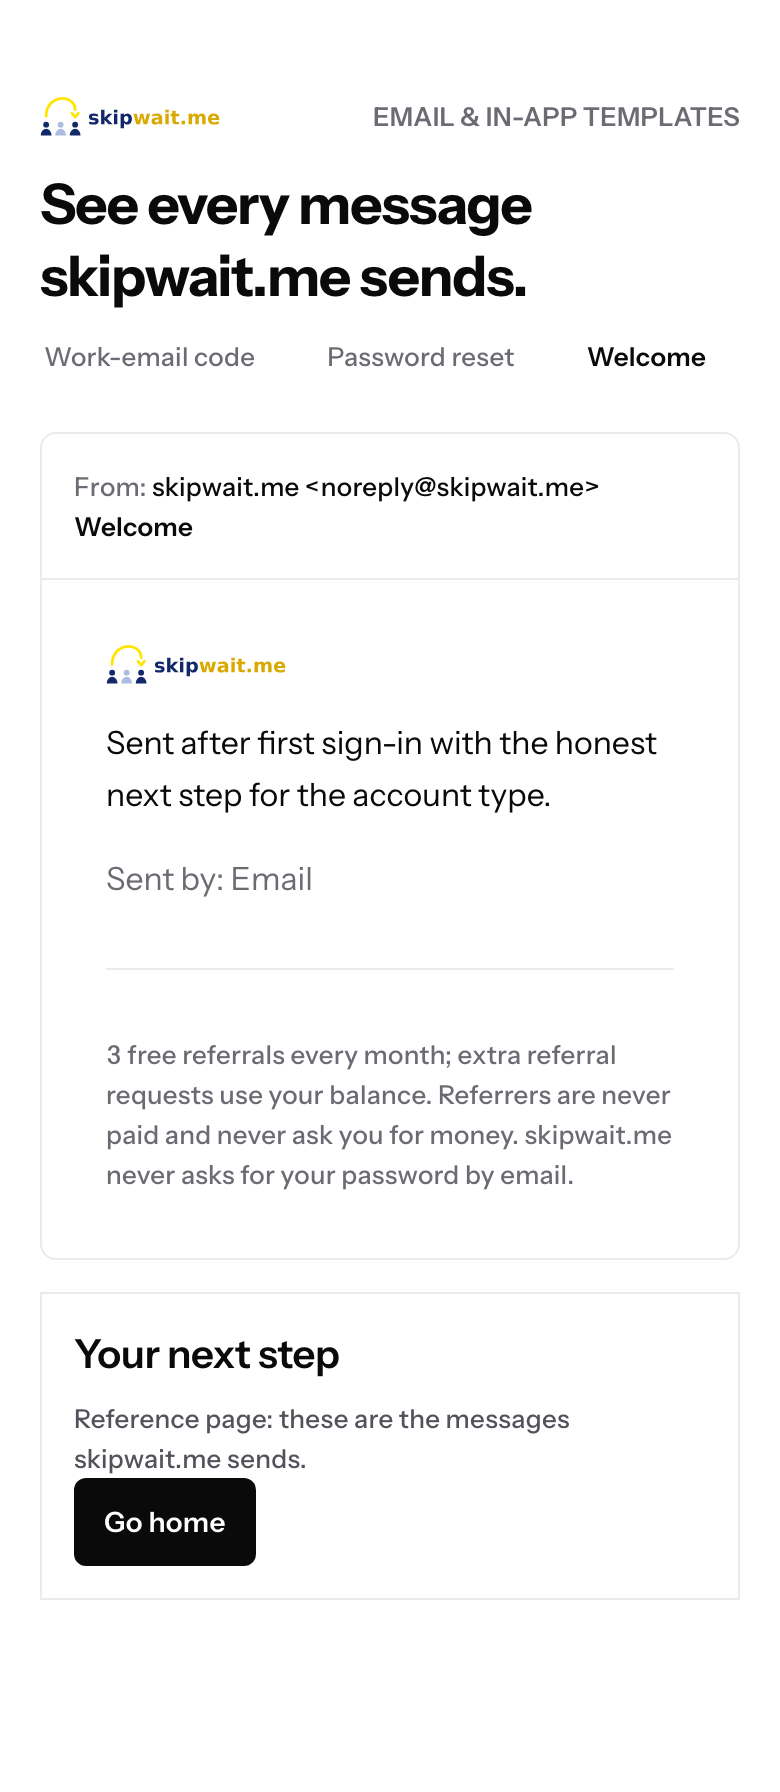 skipwait.me
EMAIL & IN-APP TEMPLATES
See every message
skipwait.me sends.
Work-email code
Password reset
Welcome
From: skipwait.me <noreply@skipwait.me>
Welcome
skipwait.me
Sent after first sign-in with the honest
next step for the account type.
Sent by: Email
3 free referrals every month; extra referral
requests use your balance. Referrers are never
paid and never ask you for money. skipwait.me
never asks for your password by email.
Your next step
Reference page: these are the messages
skipwait.me sends.
Go home